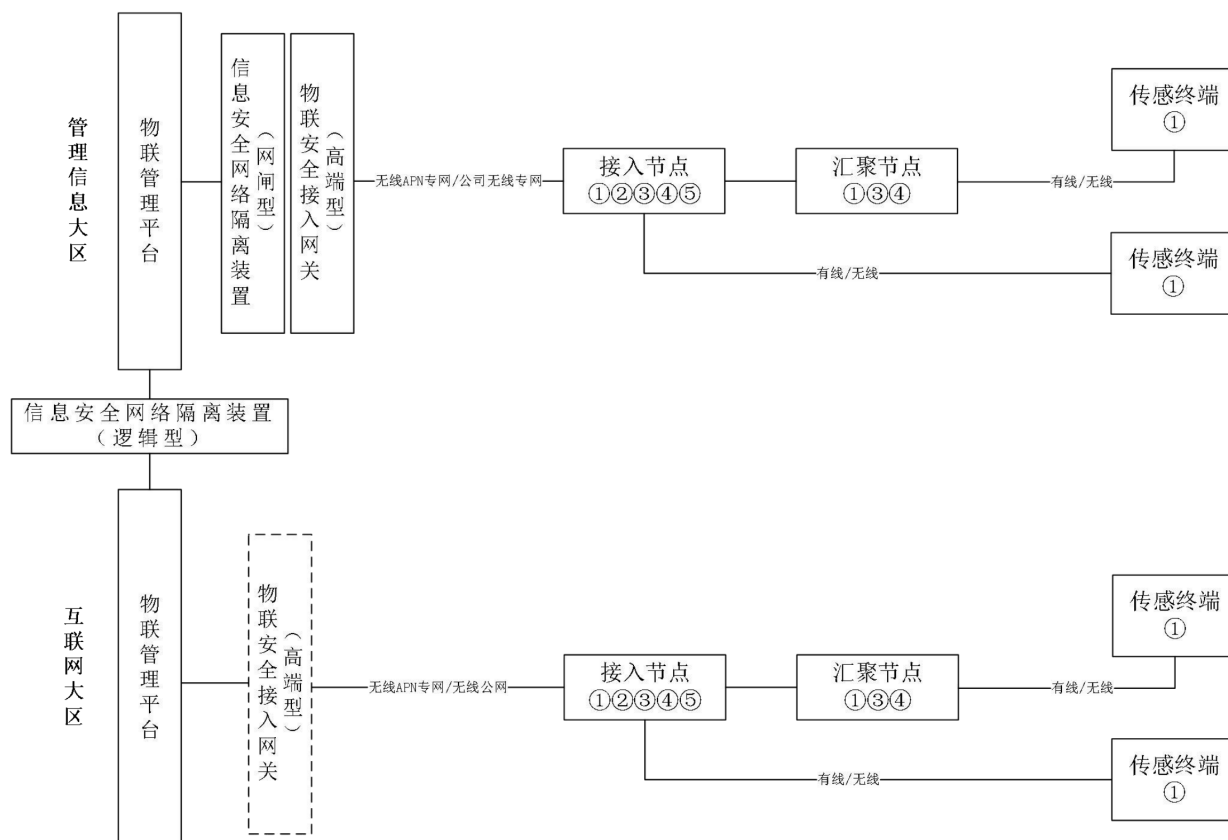 管理信息大区
物联管理平台
信息安全网络隔离装置
（网闸型）
物联安全接入网关
（高端型）
无线APN专网/公司无线专网
接入节点
①②③④⑤
汇聚节点
①③④
有线/无线
传感终端
①
有线/无线
传感终端
①
信息安全网络隔离装置
（逻辑型）
互联网大区
物联管理平台
物联安全接入网关
（高端型）
无线APN专网/无线公网
接入节点
①②③④⑤
汇聚节点
①③④
有线/无线
传感终端
①
有线/无线
传感终端
①